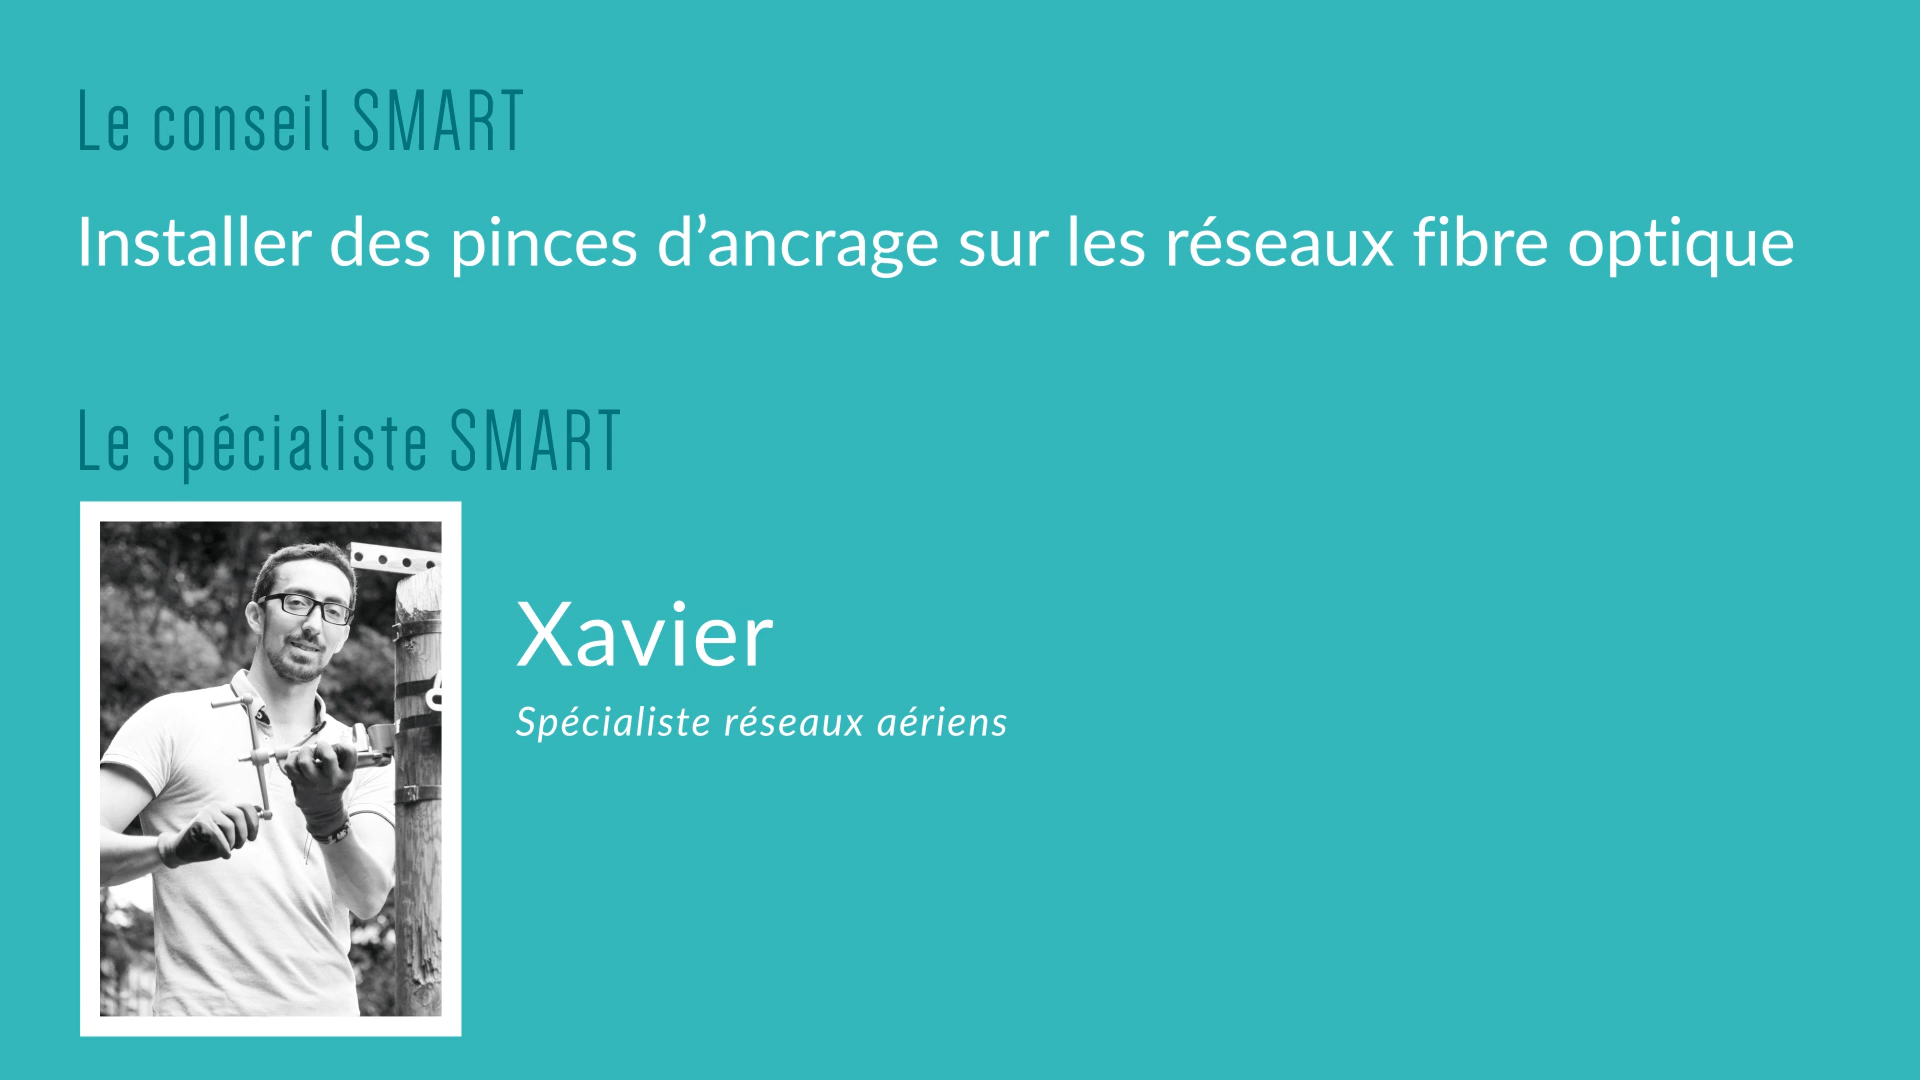 Le conseil SMART
Installer des pinces d’ancrage sur les réseaux fibre optique
Le spécialiste SMART
Xavier
Spécialiste réseaux aériens